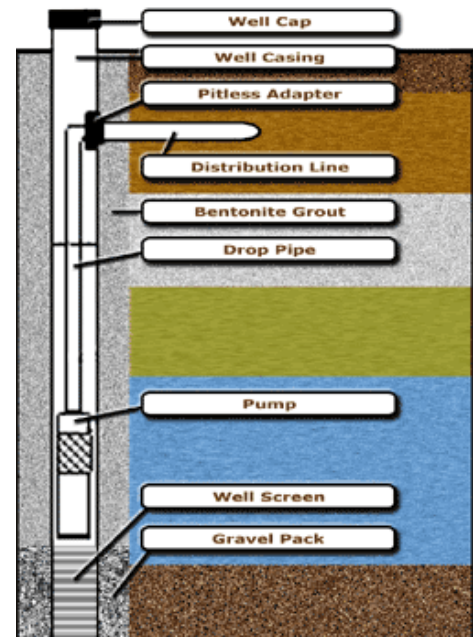 Well Cap
Well Casing
Pitless Adapter
Distribution Line
Bentonite Grout
Drop Pipe
Pump
Well Screen
Gravel Pack